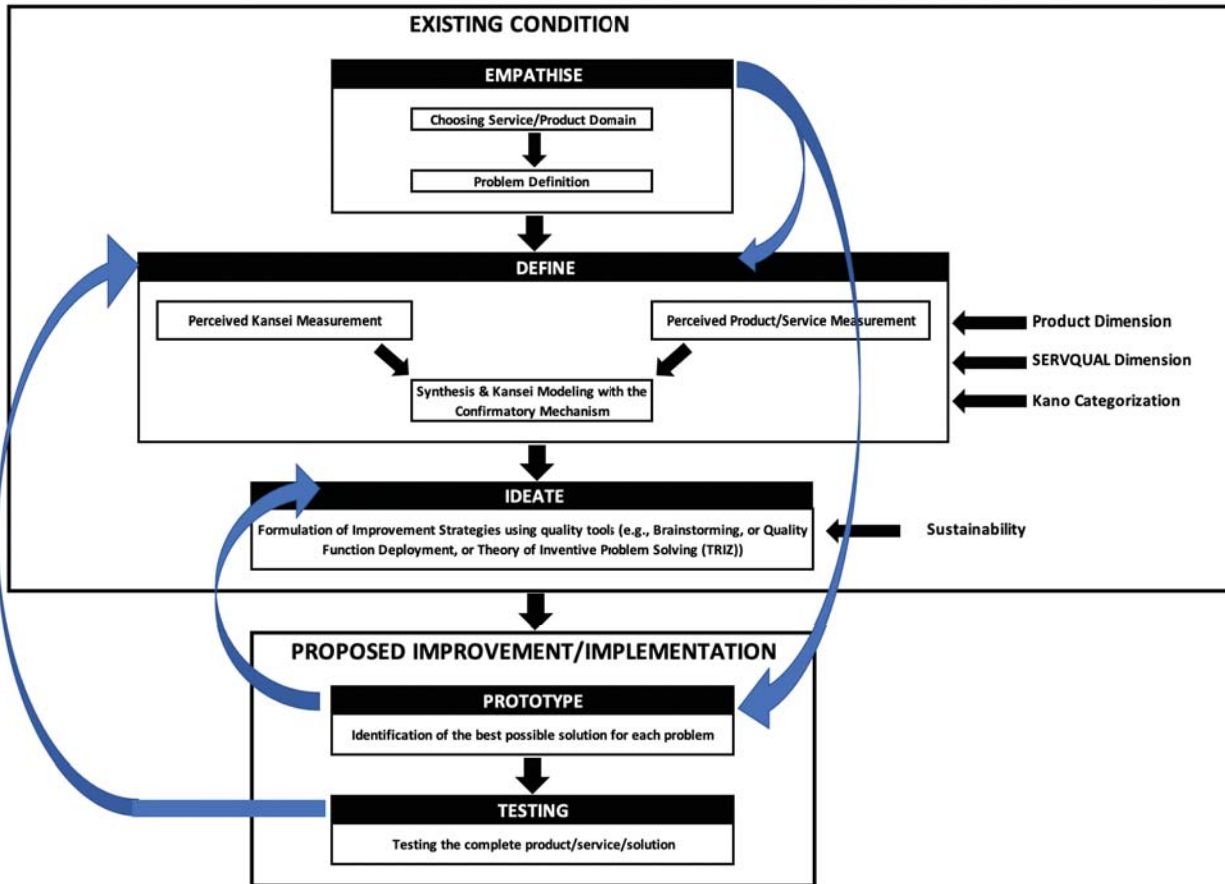 EXISTING CONDITION
EMPATHISE
Choosing Service/Product Domain
Problem Definition
DEFINE
Perceived Kansei Measurement
Perceived Product/Service Measurement
Product Dimension
SERVQUAL Dimension
Kano Categorization
Synthesis & Kansei Modeling with the
Confirmatory Mechanism
IDEATE
Formulation of Improvement Strategies using quality tools (e.g., Brainstorming, or Quality
Function Deployment, or Theory of Inventive Problem Solving (TRIZ))
Sustainability
PROPOSED IMPROVEMENT/IMPLEMENTATION
PROTOTYPE
Identification of the best possible solution for each problem
TESTING
Testing the complete product/service/solution